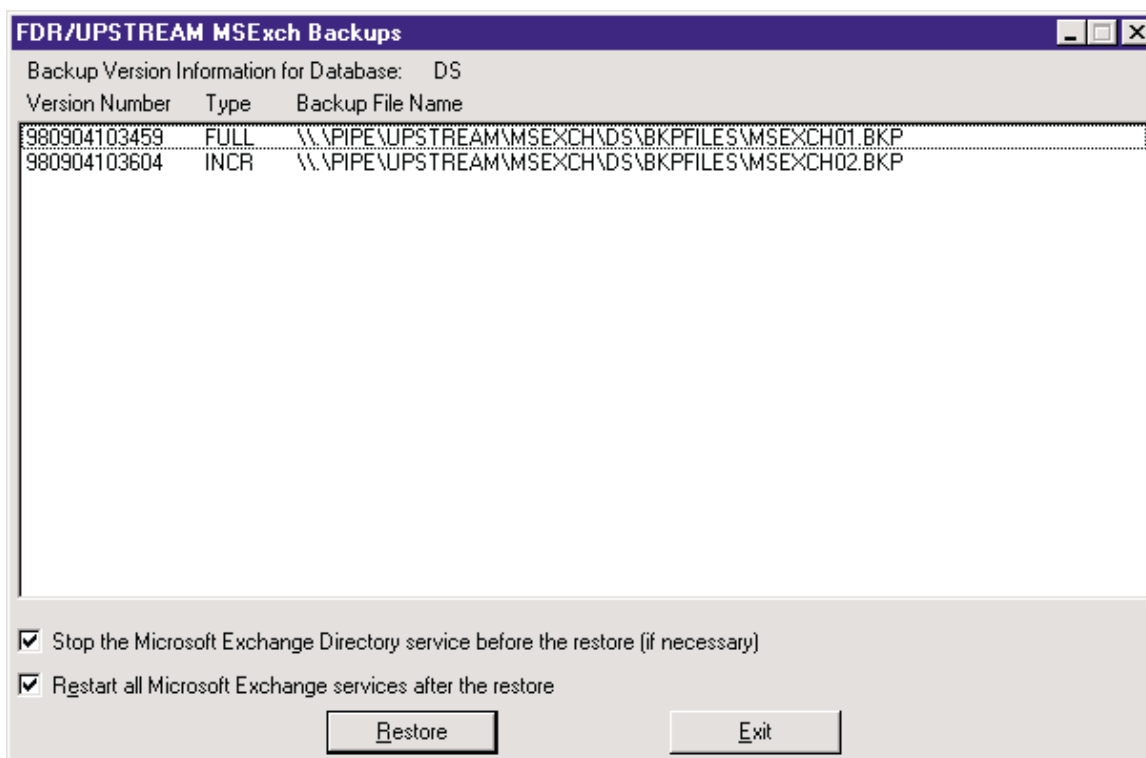 FDR/UPSTREAM MSExch Backups
Backup Version Information for Database: DS
Version Number Type Backup File Name
980904103459 FULL \\.\PIPE\UPSTREAM\MSEXCH\DS\BKPFILES\MSEXCH01.BKP
980904103604 INCR \\.\PIPE\UPSTREAM\MSEXCH\DS\BKPFILES\MSEXCH02.BKP
Stop the Microsoft Exchange Directory service before the restore (if necessary)
Restart all Microsoft Exchange services after the restore
Restore Exit